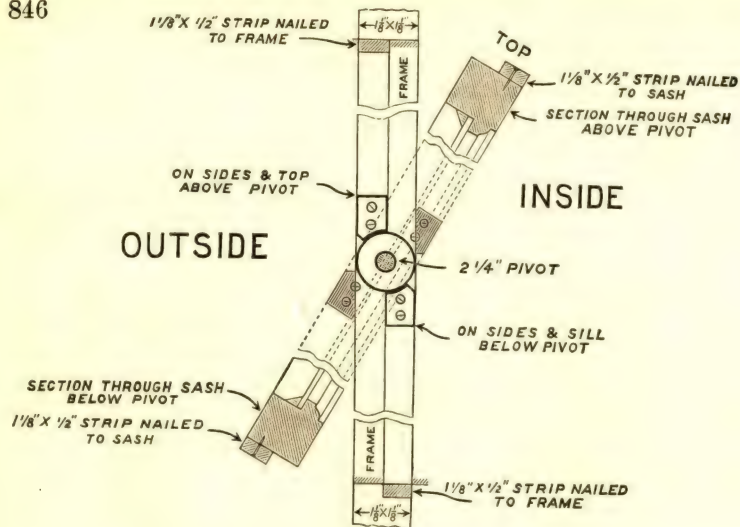 846
1 1/8" X 1/2" STRIP NAILED
TO FRAME
1 1/8" X 1 1/8"
FRAME
TOP
1 1/8" X 1/2" STRIP NAILED
TO SASH
SECTION THROUGH SASH
ABOVE PIVOT
ON SIDES & TOP
ABOVE PIVOT
INSIDE
OUTSIDE
2 1/4" PIVOT
ON SIDES & SILL
BELOW PIVOT
SECTION THROUGH SASH
BELOW PIVOT
1 1/8" X 1/2" STRIP NAILED
TO SASH
FRAME
1 1/8" X 1/2" STRIP NAILED
TO FRAME
1 1/8" X 1 1/8"